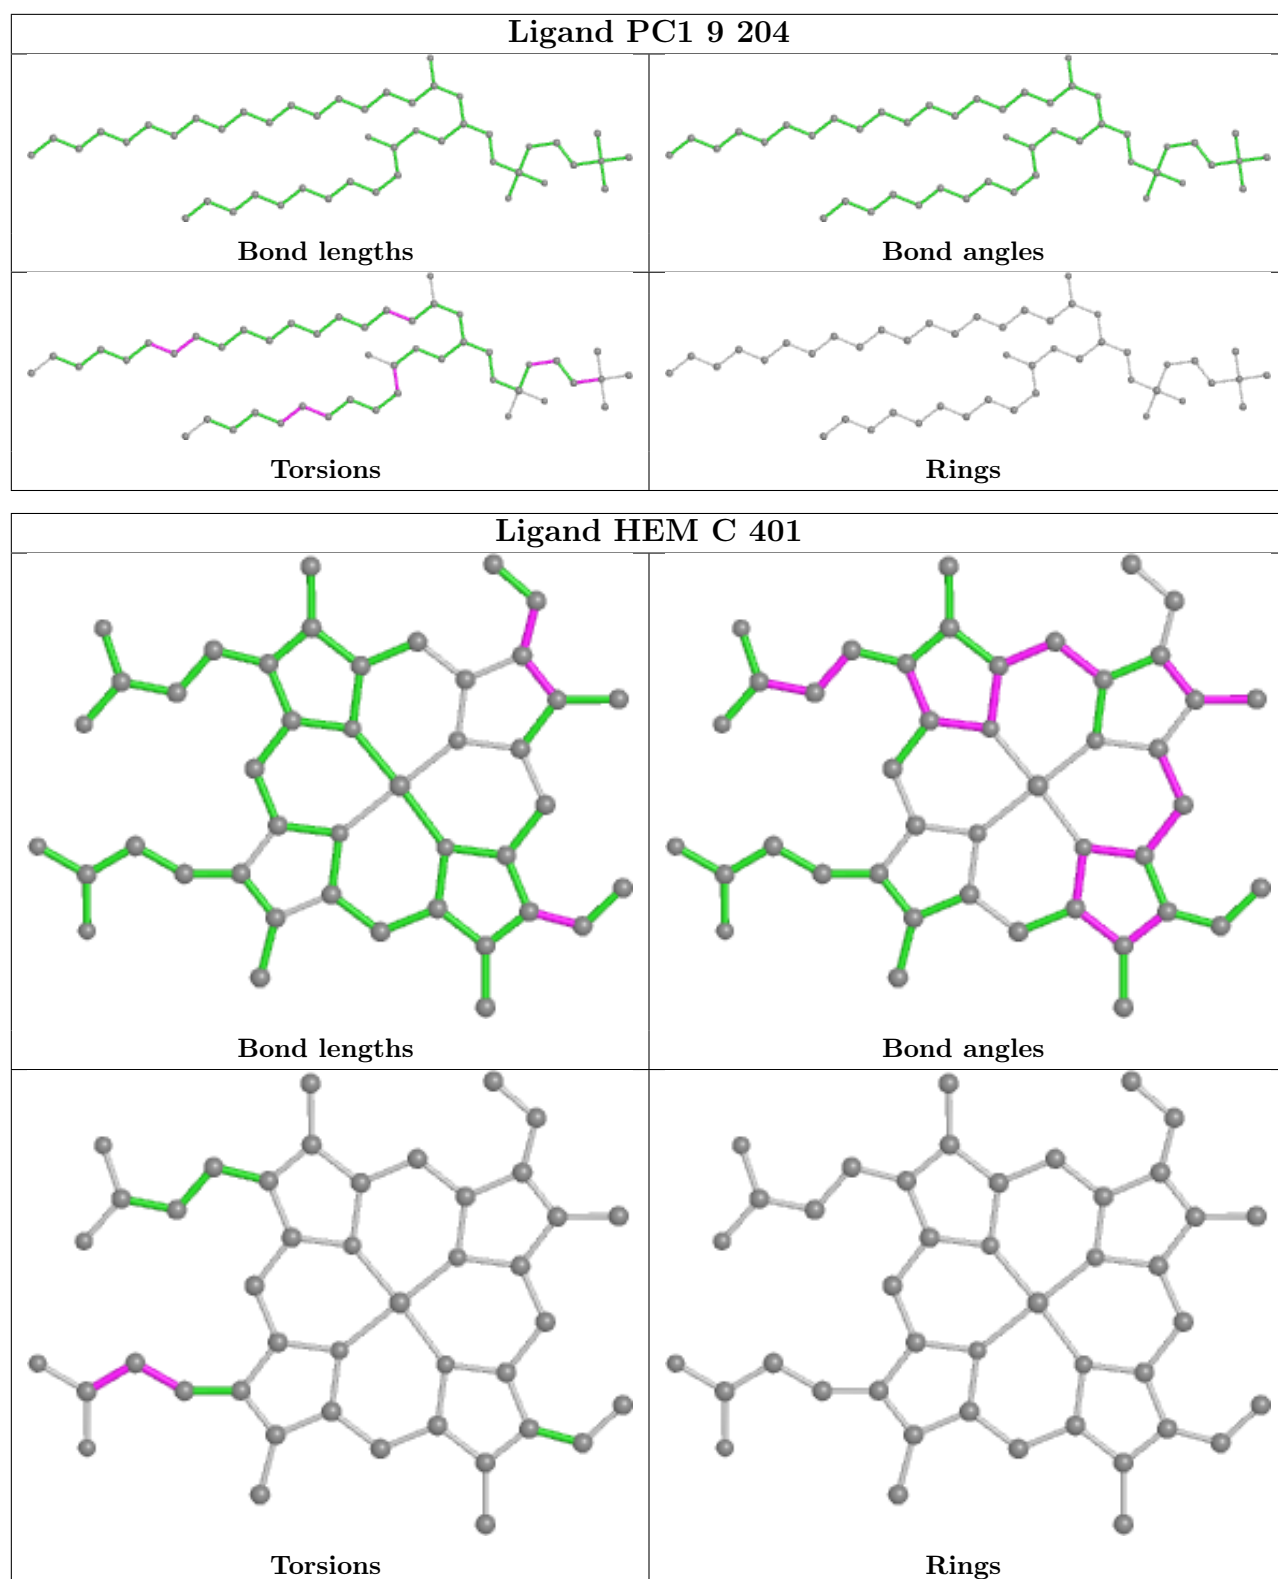 Ligand PC1 9 204
Bond lengths
Bond angles
Torsions
Rings
Ligand HEM C 401
Bond lengths
Bond angles
Torsions
Rings